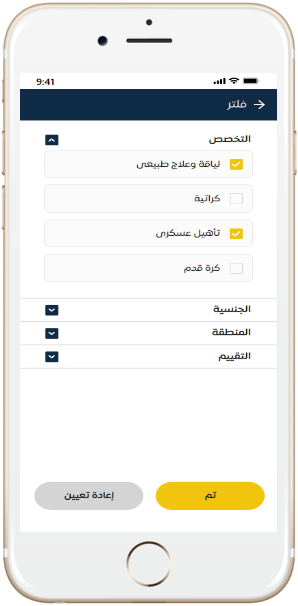 9:41
فلتر
التخصص
لياقة وعلاج طبيعى
كراتية
تأهيل عسكرى
كرة قدم
الجنسية
المنطقة
التقييم
تم
إعادة تعيين